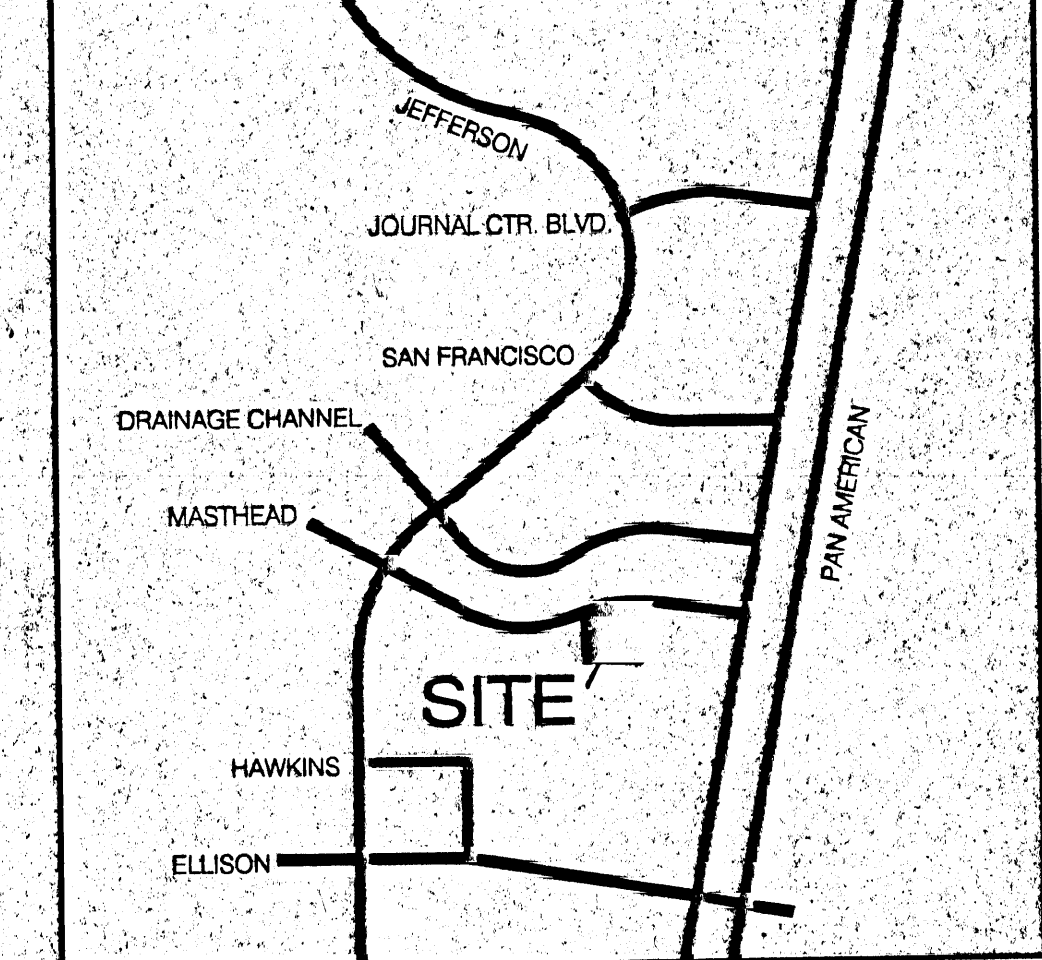 JEFFERSON
JOURNAL CTR. BLVD.
SAN FRANCISCO
DRAINAGE CHANNEL
PAN AMERICAN
MASTHEAD
SITE
HAWKINS
ELLISON